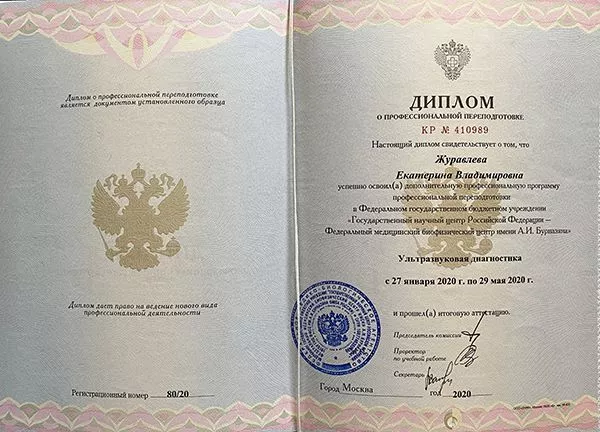 Диплом о профессиональной переподготовке
является документом установленного образца
Диплом дает право на ведение нового вида
профессиональной деятельности
Регистрационный номер 80/20
ДИПЛОМ
О ПРОФЕССИОНАЛЬНОЙ ПЕРЕПОДГОТОВКЕ
КР № 410989
Настоящий диплом свидетельствует о том, что
Журавлева
Екатерина Владимировна
успешно освоил(а) дополнительную профессиональную программу
профессиональной переподготовки
в Федеральном государственном бюджетном учреждении
«Государственный научный центр Российской Федерации –
Федеральный медицинский биофизический центр имени А.И. Бурназяна»
Ультразвуковая диагностика
с 27 января 2020 г. по 29 мая 2020 г.
и прошел(а) итоговую аттестацию.
Председатель комиссии
Проректор
по учебной работе
Секретарь
Город Москва год 2020